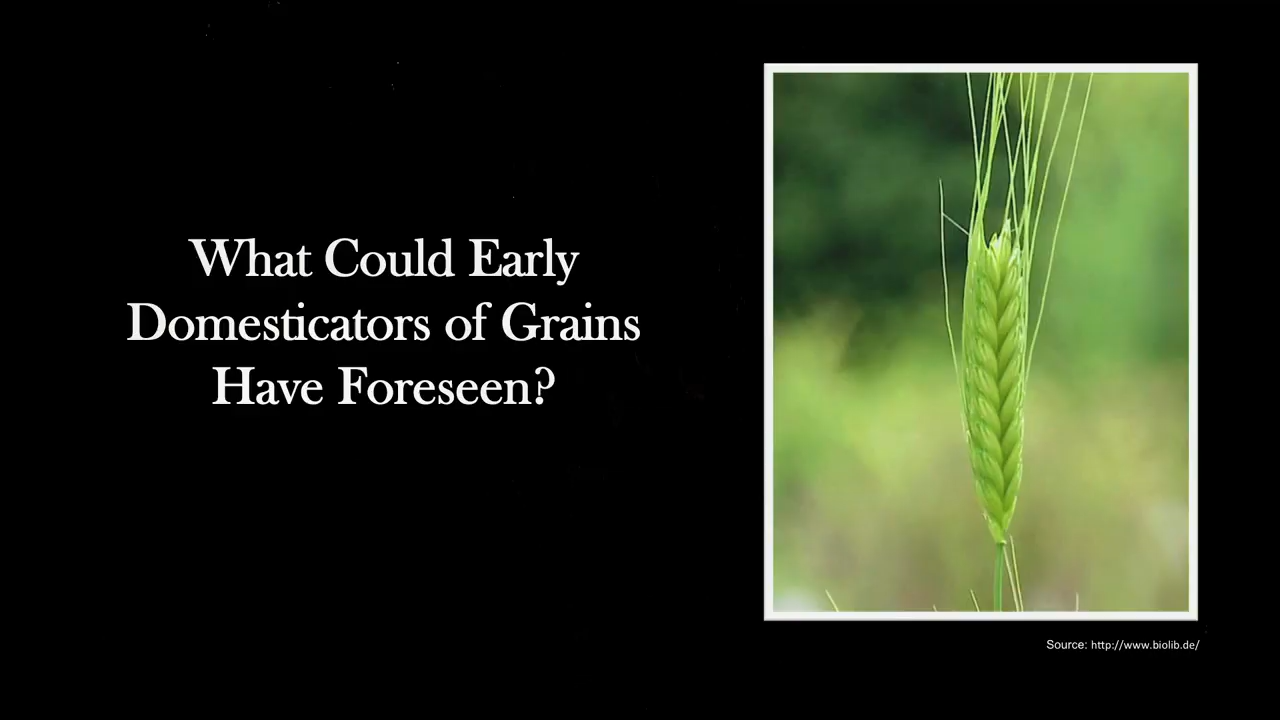 What Could Early
Domesticators of Grains
Have Foreseen?
Source: http://www.biolib.de/